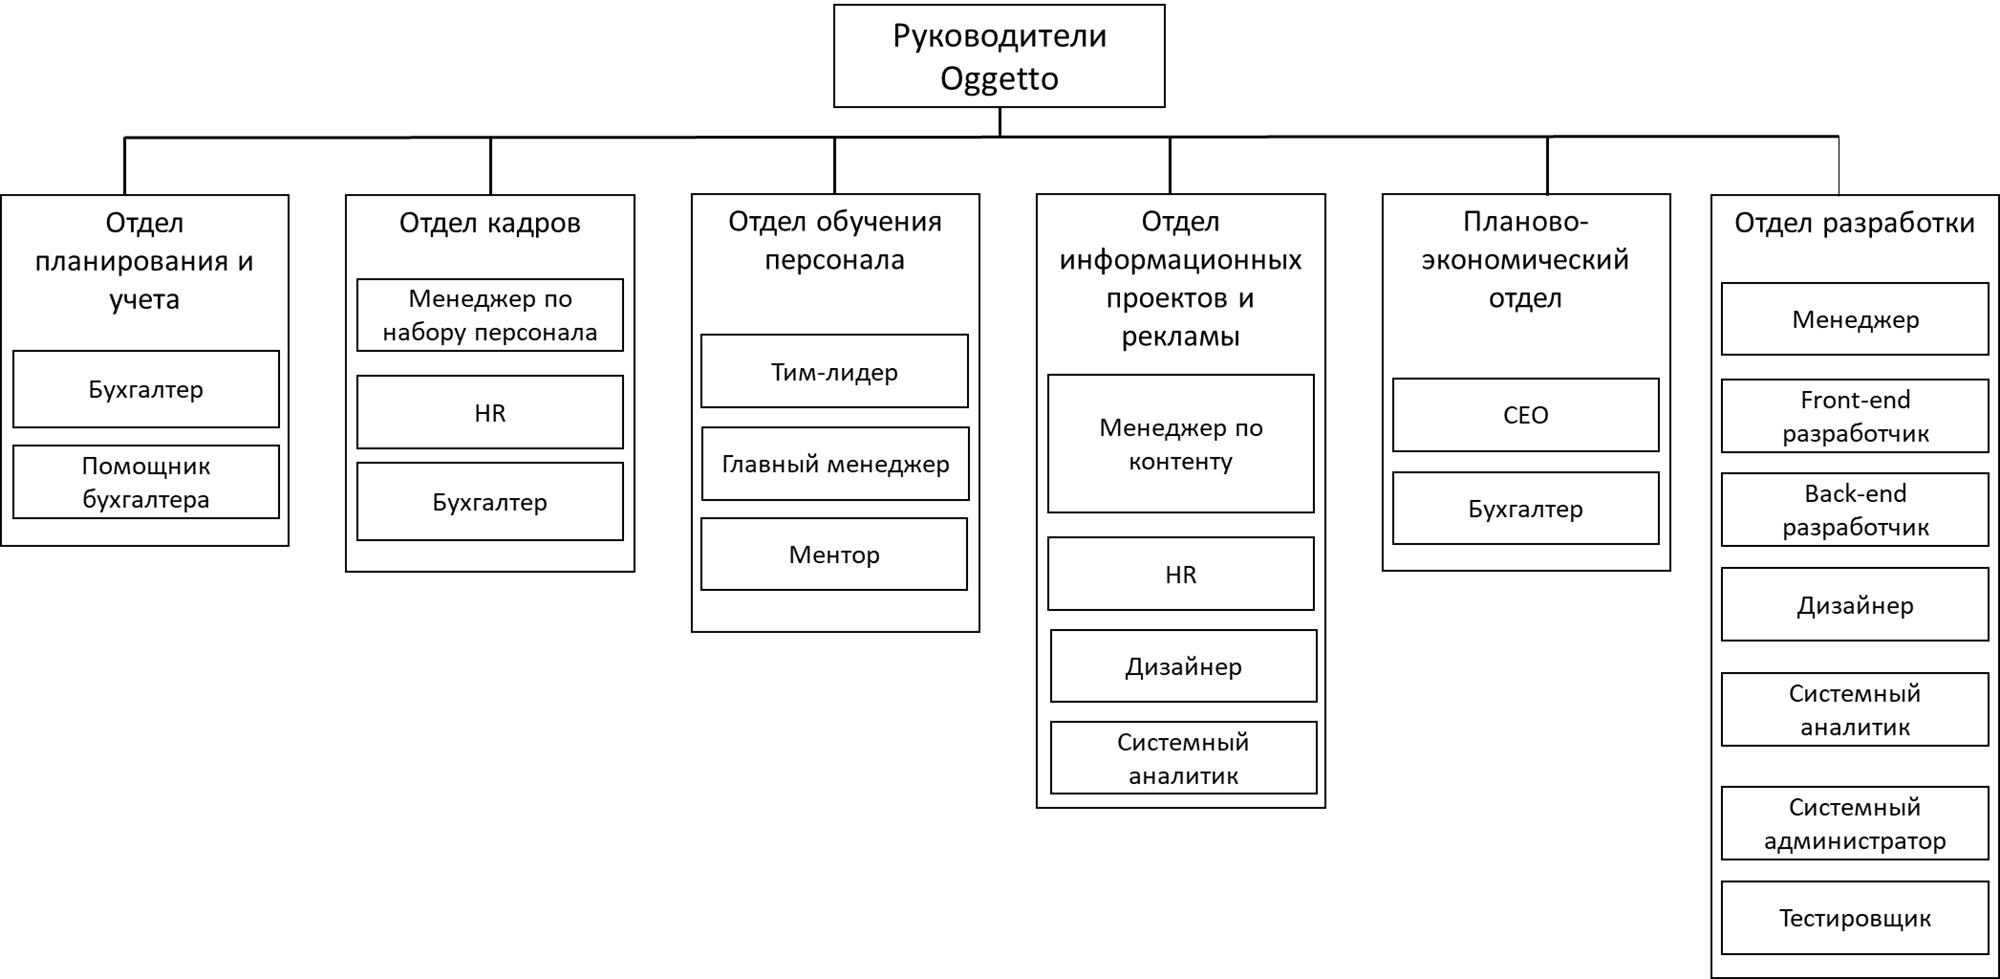 Руководители
Oggetto
Отдел
планирования и
учета
Бухгалтер
Помощник
бухгалтера
Отдел кадров
Менеджер по
набору персонала
HR
Бухгалтер
Отдел обучения
персонала
Тим-лидер
Главный менеджер
Ментор
Отдел
информационных
проектов и
рекламы
Менеджер по
контенту
HR
Дизайнер
Системный
аналитик
Планово-
экономический
отдел
CEO
Бухгалтер
Отдел разработки
Менеджер
Front-end
разработчик
Back-end
разработчик
Дизайнер
Системный
аналитик
Системный
администратор
Тестировщик